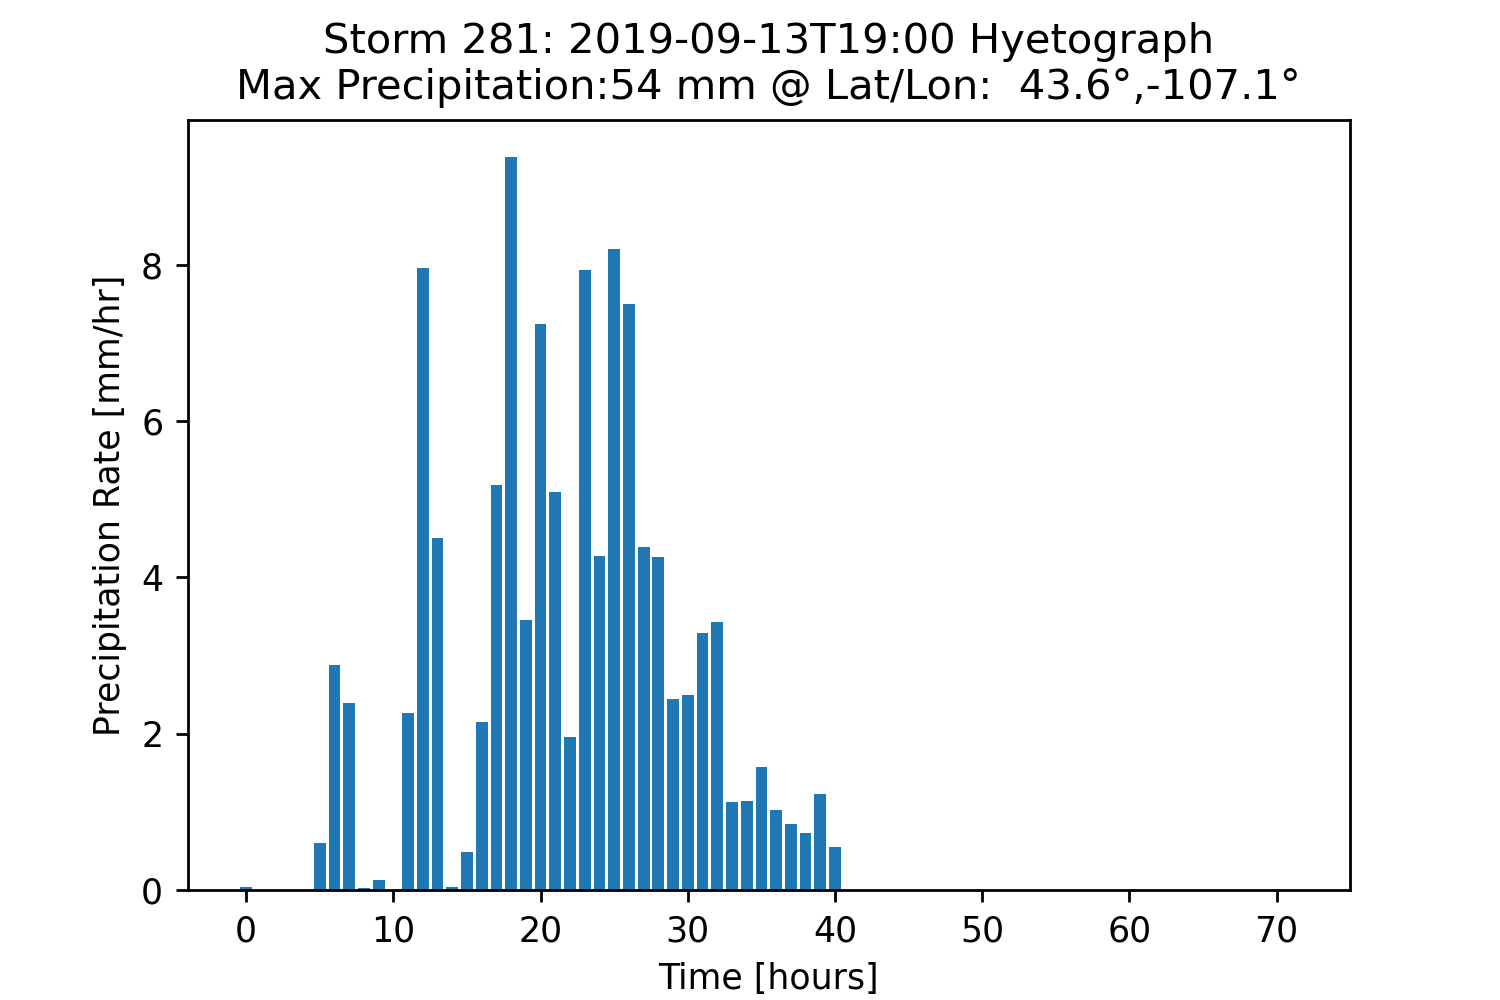 Storm 281: 2019-09-13T19:00 Hyetograph
Max Precipitation:54 mm @ Lat/Lon:  43.6°,-107.1°
Precipitation Rate [mm/hr]
8
6
4
2
0
0 10 20 30 40 50 60 70
Time [hours]